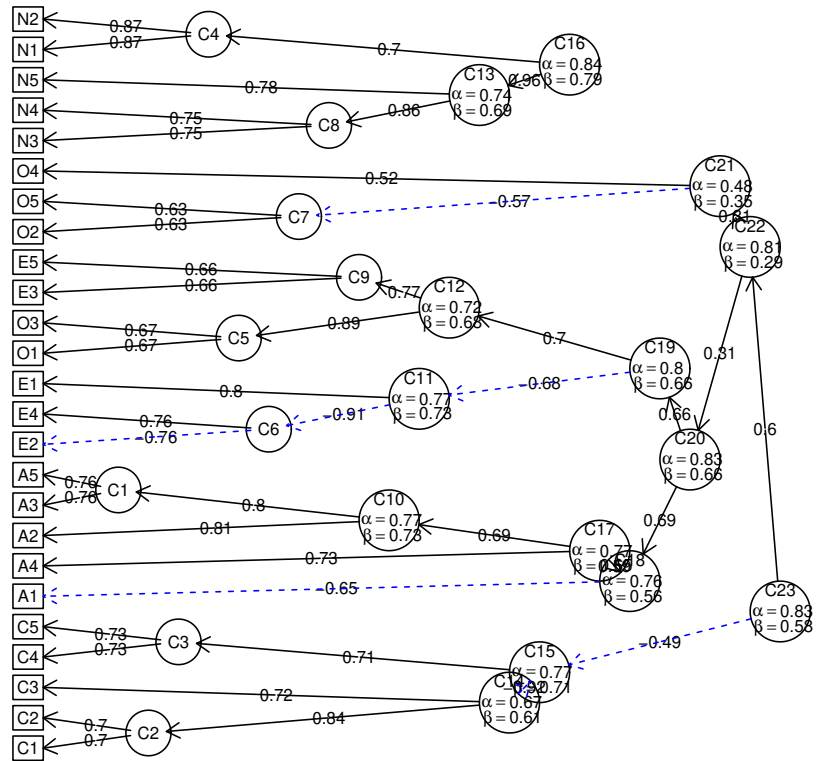 N2
N1
N5
N4
N3
O4
O5
O2
E5
E3
O3
O1
E1
E4
E2
A5
A3
A2
A4
A1
C5
C4
C3
C2
C1
0.87
0.87
C4
0.7
C16
α = 0.84
β = 0.79
0.96
C13
α = 0.74
β = 0.69
0.78
0.86
C8
0.75
0.75
0.52
C21
α = 0.48
β = 0.35
−0.57
C7
0.63
0.63
C22
α = 0.81
β = 0.29
C9
0.66
0.66
0.77
C12
α = 0.72
β = 0.68
0.89
C5
0.67
0.67
0.7
C19
α = 0.8
β = 0.66
0.31
0.8
C11
α = 0.77
β = 0.73
−0.68
−0.91
C6
0.76
−0.76
0.66
C20
α = 0.83
β = 0.66
0.6
0.76
0.76
C1
0.8
C10
α = 0.77
β = 0.73
0.81
0.69
0.69
C17
α = 0.77
0.73
α = 0.76
β = 0.56
−0.65
C23
α = 0.83
β = 0.58
−0.49
0.73
0.73
C3
0.71
C15
α = 0.77
0.72
α = 0.67
β = 0.61
0.84
0.7
0.7
C2